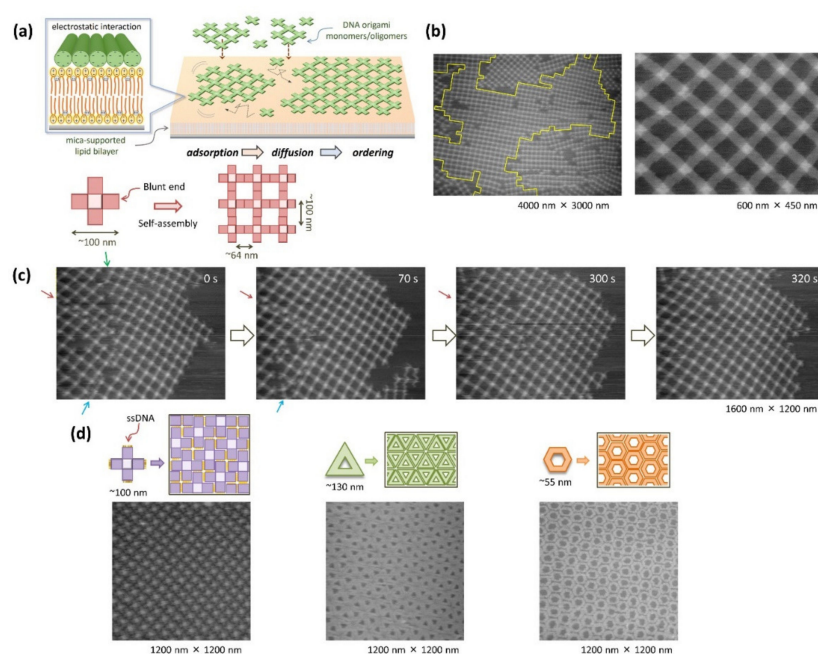 (a)
electrostatic interaction
DNA origami
monomers/oligomers
mica-supported
lipid bilayer
adsorption
diffusion
ordering
Blunt end
Self-assembly
~100 nm
~100 nm
~64 nm
(b)
4000 nm × 3000 nm
600 nm × 450 nm
(c)
0 s
70 s
300 s
320 s
1600 nm × 1200 nm
(d)
ssDNA
~100 nm
~130 nm
~55 nm
1200 nm × 1200 nm
1200 nm × 1200 nm
1200 nm × 1200 nm